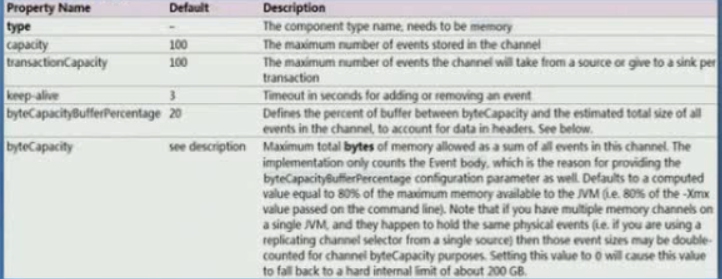 Property Name Default Description
type – The component type name, needs to be memory
capacity 100 The maximum number of events stored in the channel
transactionCapacity 100 The maximum number of events the channel will take from a source or give to a sink per
transaction
keep-alive 3 Timeout in seconds for adding or removing an event
byteCapacityBufferPercentage 20 Defines the percent of buffer between byteCapacity and the estimated total size of all
events in the channel, to account for data in headers. See below.
byteCapacity see description Maximum total bytes of memory allowed as a sum of all events in this channel. The
implementation only counts the Event body, which is the reason for providing the
byteCapacityBufferPercentage configuration parameter as well. Defaults to a computed
value equal to 80% of the maximum memory available to the JVM (i.e. 80% of the -Xmx
value passed on the command line). Note that if you have multiple memory channels on
a single JVM, and they happen to hold the same physical events (i.e. if you are using a
replicating channel selector from a single source) then those event sizes may be double-
counted for channel byteCapacity purposes. Setting this value to 0 will cause this value
to fall back to a hard internal limit of about 200 GB.